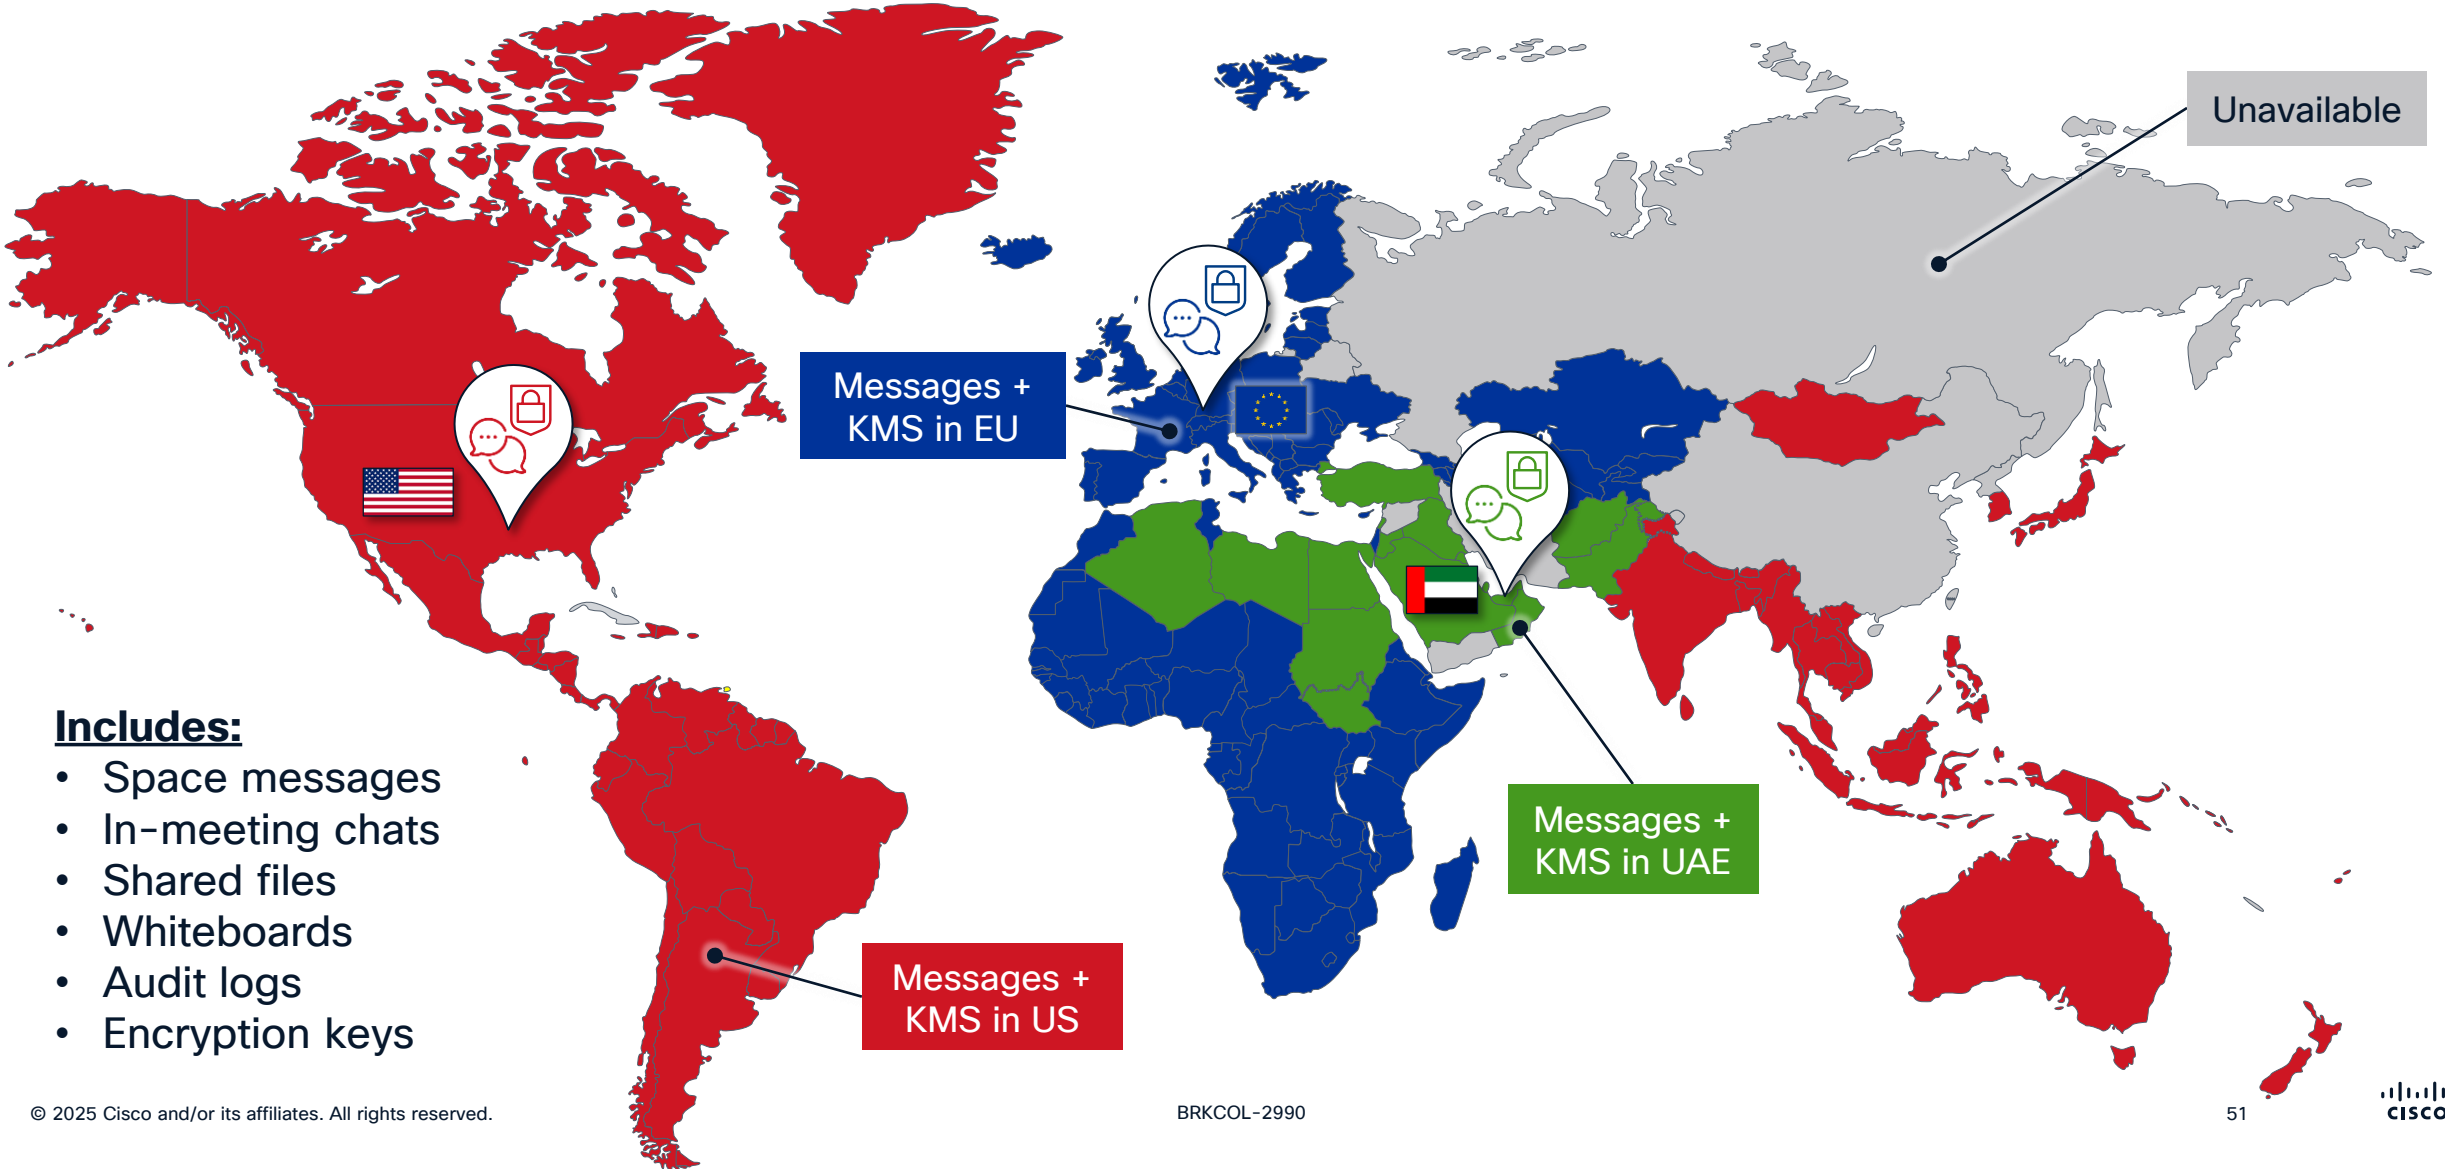 Unavailable
Messages +
KMS in EU
Messages +
KMS in UAE
Messages +
KMS in US
Includes:
• Space messages
• In-meeting chats
• Shared files
• Whiteboards
• Audit logs
• Encryption keys
© 2025 Cisco and/or its affiliates. All rights reserved.
BRKCOL-2990
51
CISCO